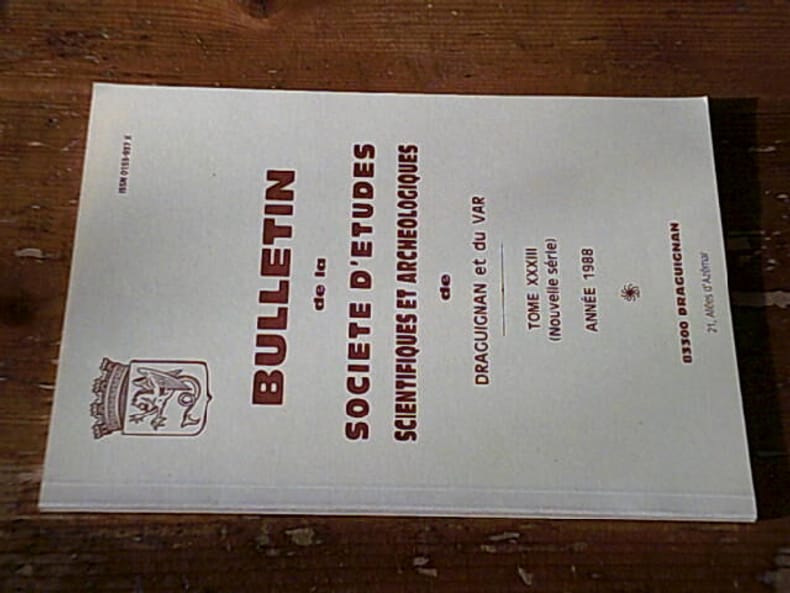 ISSN 0153-937 X
BULLETIN
de la
SOCIETE D'ETUDES
SCIENTIFIQUES ET ARCHEOLOGIQUES
de
DRAGUIGNAN et du VAR
TOME XXXIII
(Nouvelle série)
ANNÉE 1988
83300 DRAGUIGNAN
21, Allées d'Azémar